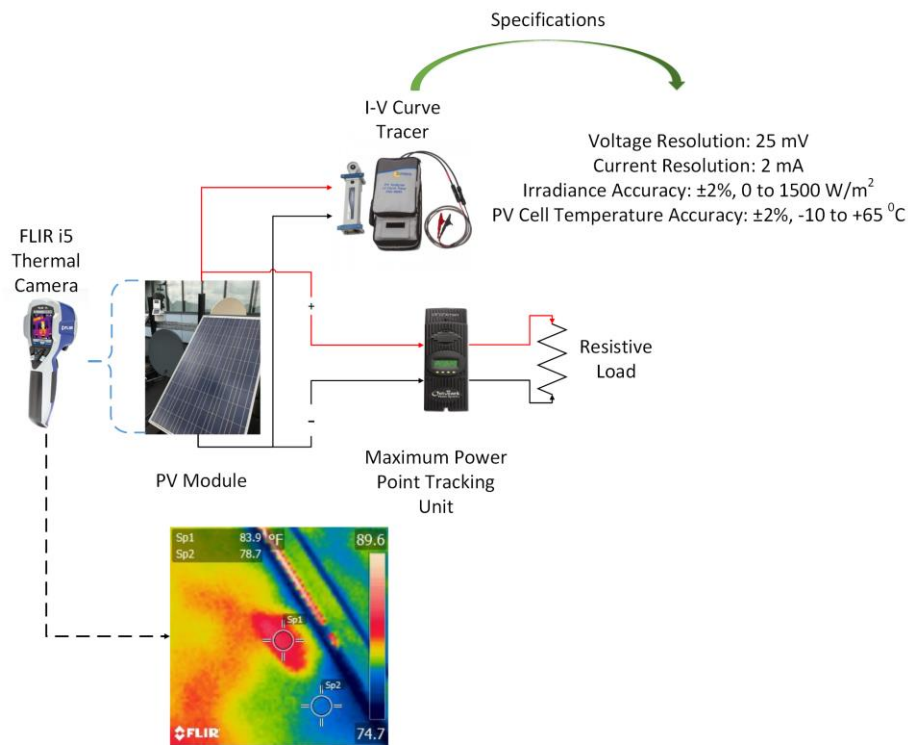 Specifications
I-V Curve
Tracer
Voltage Resolution: 25 mV
Current Resolution: 2 mA
Irradiance Accuracy: ±2%, 0 to 1500 W/m²
PV Cell Temperature Accuracy: ±2%, -10 to +65 ⁰C
FLIR i5
Thermal
Camera
FLIR
+
-
OutBack
Resistive
Load
PV Module
Maximum Power
Point Tracking
Unit
Sp1 83.9 °F
Sp2 78.7
89.6
Sp1
Sp2
FLIR
74.7